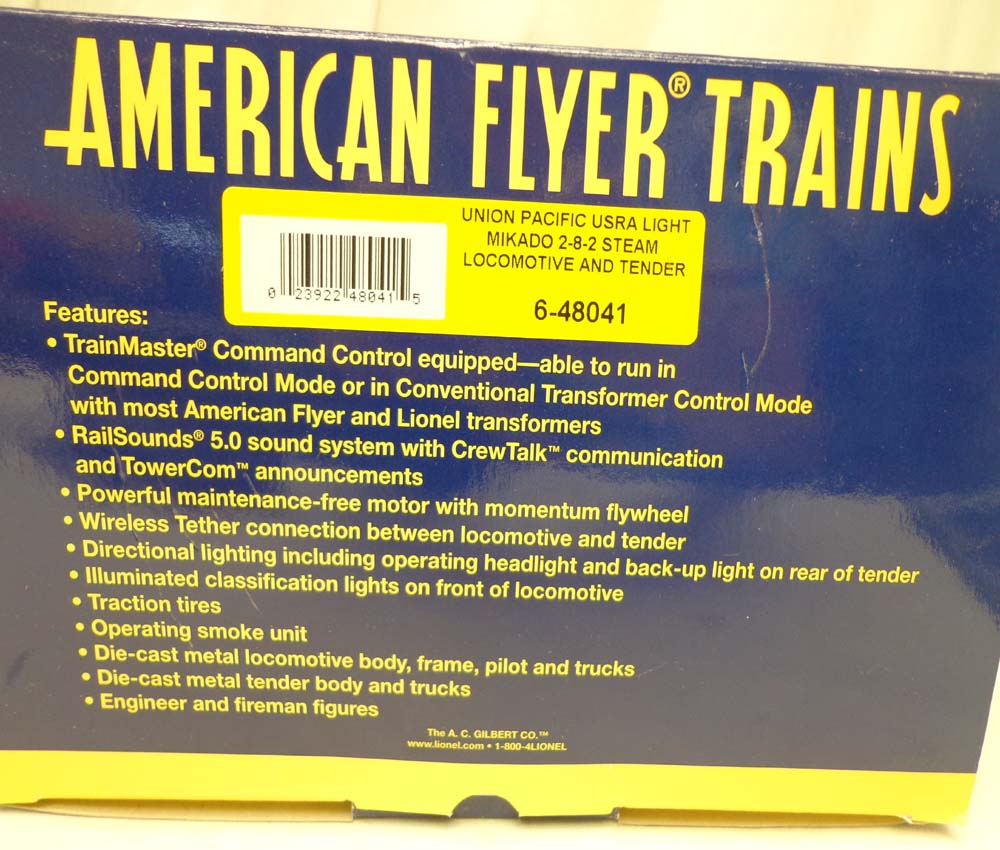 AMERICAN FLYER® TRAINS
UNION PACIFIC USRA LIGHT
MIKADO 2-8-2 STEAM
LOCOMOTIVE AND TENDER
6-48041
0 23922 48041 5
Features:
• TrainMaster® Command Control equipped—able to run in
Command Control Mode or in Conventional Transformer Control Mode
with most American Flyer and Lionel transformers
• RailSounds® 5.0 sound system with CrewTalk™ communication
and TowerCom™ announcements
• Powerful maintenance-free motor with momentum flywheel
• Wireless Tether connection between locomotive and tender
• Directional lighting including operating headlight and back-up light on rear of tender
• Illuminated classification lights on front of locomotive
• Traction tires
• Operating smoke unit
• Die-cast metal locomotive body, frame, pilot and trucks
• Die-cast metal tender body and trucks
• Engineer and fireman figures
The A. C. GILBERT CO.™
www.lionel.com • 1-800-4LIONEL